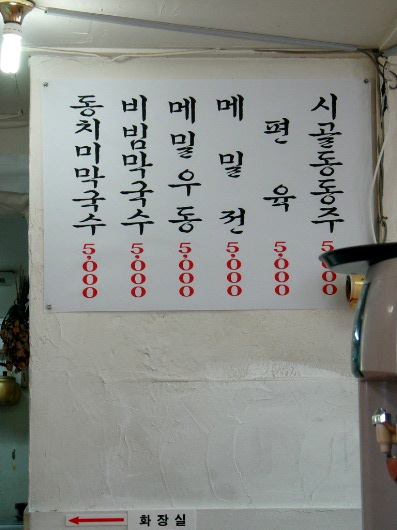 동치미막국수 5,000
비빔막국수 5,000
메밀우동 5,000
메밀전 5,000
편육 5,000
시골동동주 5,000
화장실